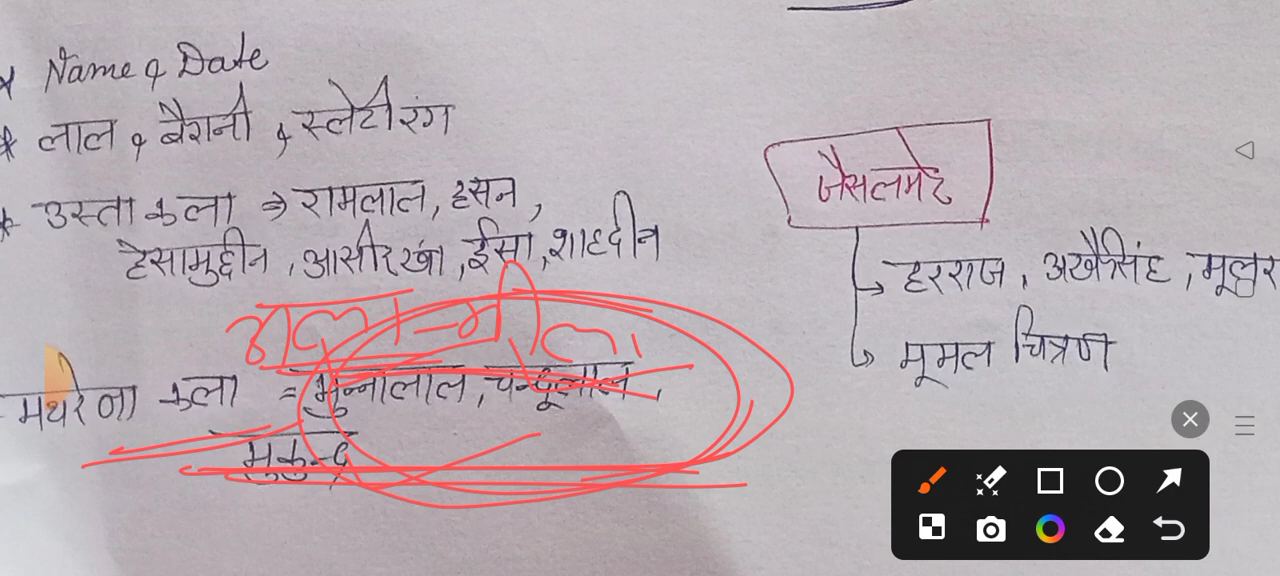 * Name & Date
* लाल & बैंगनी & स्लेटी रंग
* उस्ता कला ⇒ रामलाल, हसन,
हेसामुद्दीन, आसीर खां, ईसा, शाहदीन
मथेरणा कला = मुन्नालाल, चन्दूलाल,
मुकुन्द
जैसलमेर
↳ हरराज, अखैसिंह,
↳ मूमल चित्रण